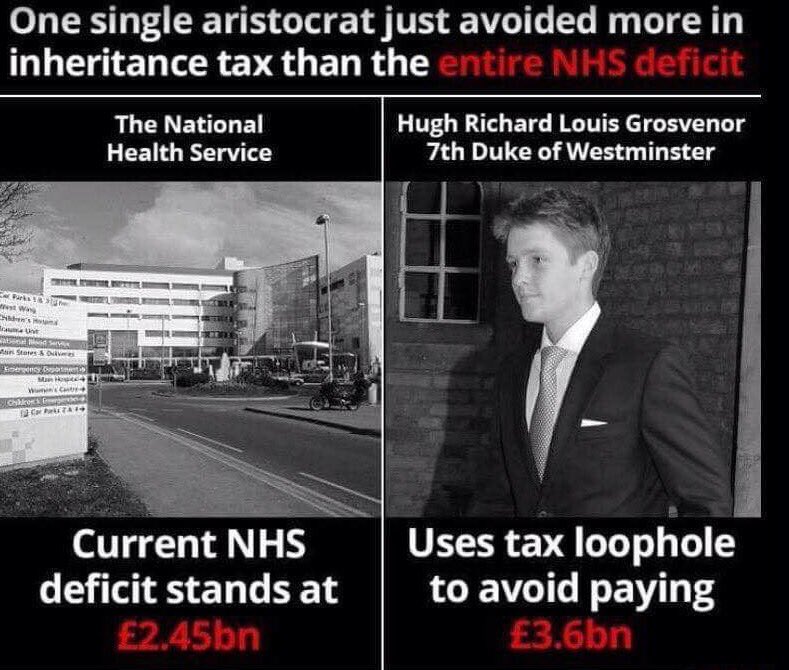 One single aristocrat just avoided more in
inheritance tax than the entire NHS deficit
The National
Health Service
Car Parks 1 &
West Wing
Children's Hospital
Trauma Unit
National Blood Service
Main Stores & Deliveries
Emergency Department
Main Hospital
Women's Centre
Children's Emergencies
Car Parks 2 & 4
Current NHS
deficit stands at
£2.45bn
Hugh Richard Louis Grosvenor
7th Duke of Westminster
Uses tax loophole
to avoid paying
£3.6bn